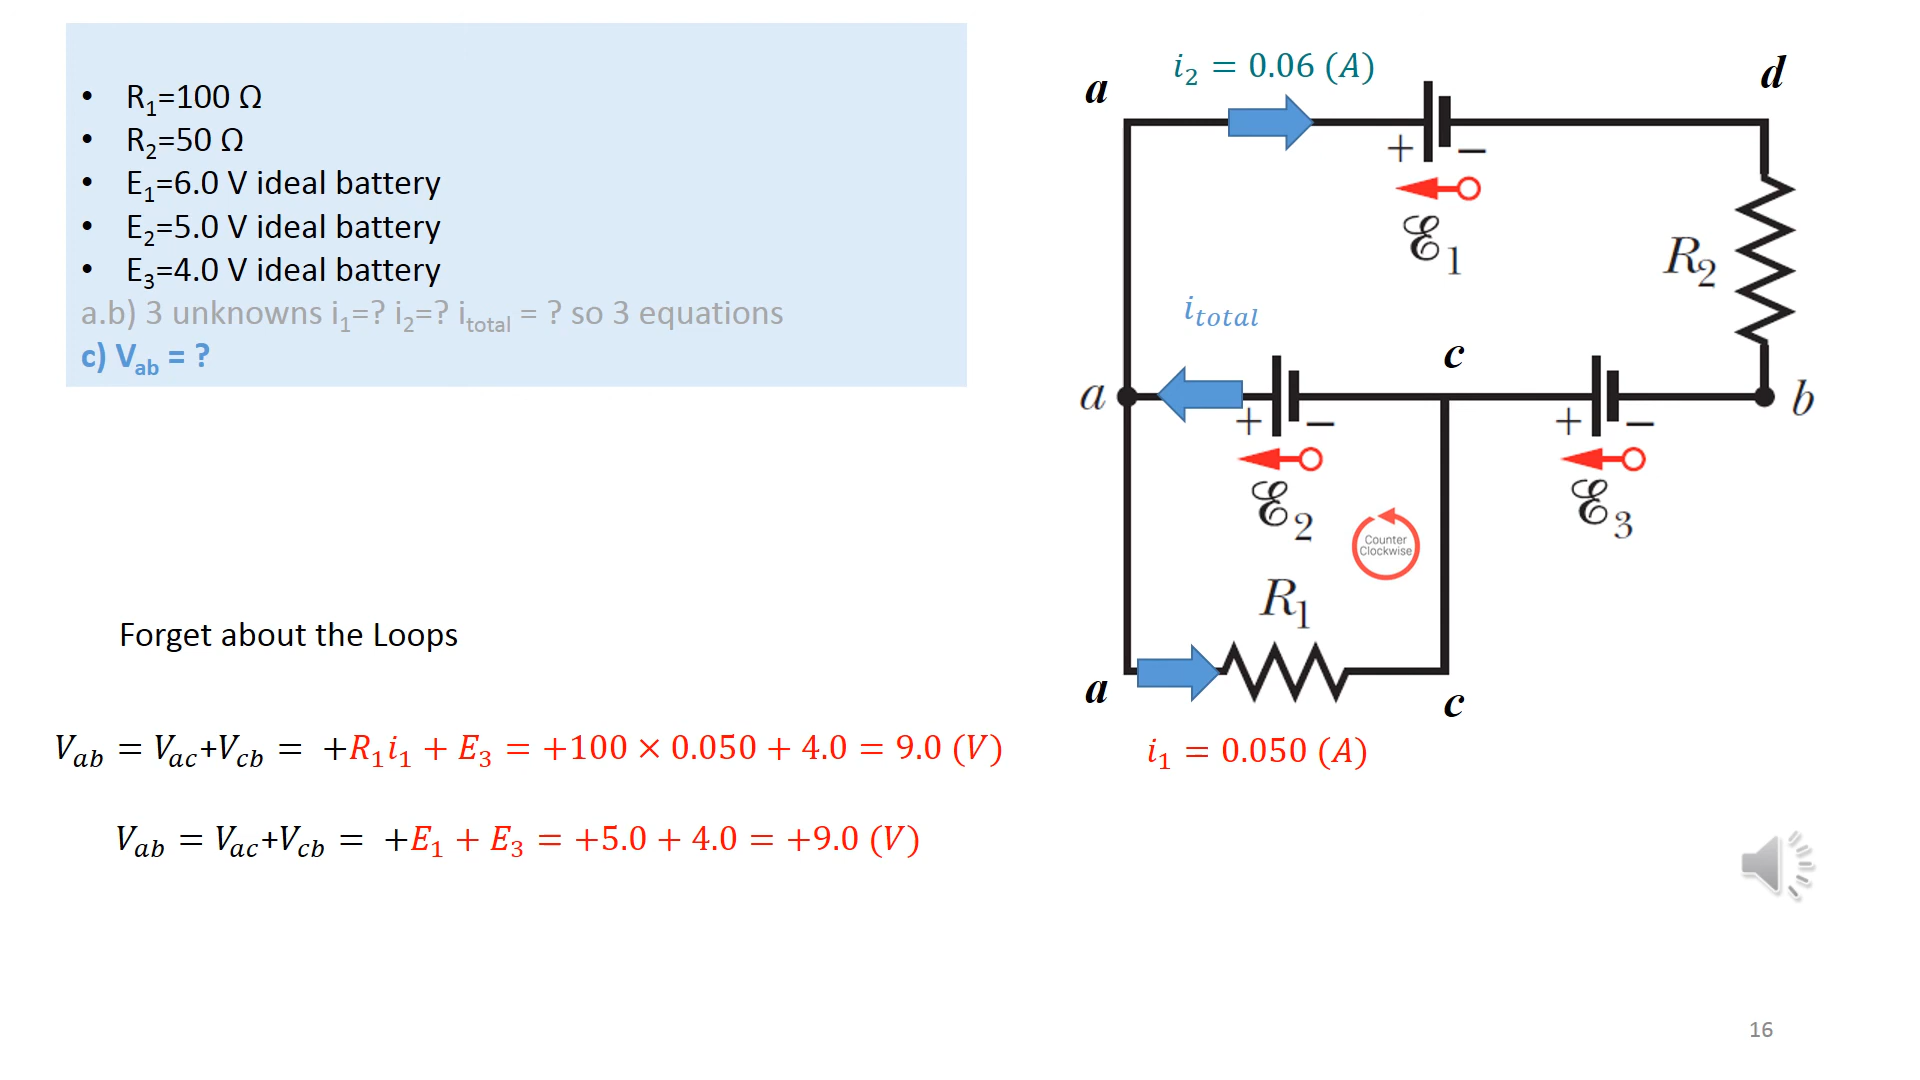 • R₁=100 Ω
• R₂=50 Ω
• E₁=6.0 V ideal battery
• E₂=5.0 V ideal battery
• E₃=4.0 V ideal battery
a.b) 3 unknowns i₁=? i₂=? i_total = ? so 3 equations
c) V_ab = ?
Forget about the Loops
V_ab = V_ac+V_cb = +R₁i₁ + E₃ = +100 × 0.050 + 4.0 = 9.0 (V)
V_ab = V_ac+V_cb = +E₁ + E₃ = +5.0 + 4.0 = +9.0 (V)
i₂ = 0.06 (A)
a
d
+ −
ℰ₁
R₂
i_total
c
a
b
+ −
+ −
ℰ₂
ℰ₃
Counter
Clockwise
R₁
a
c
i₁ = 0.050 (A)
16